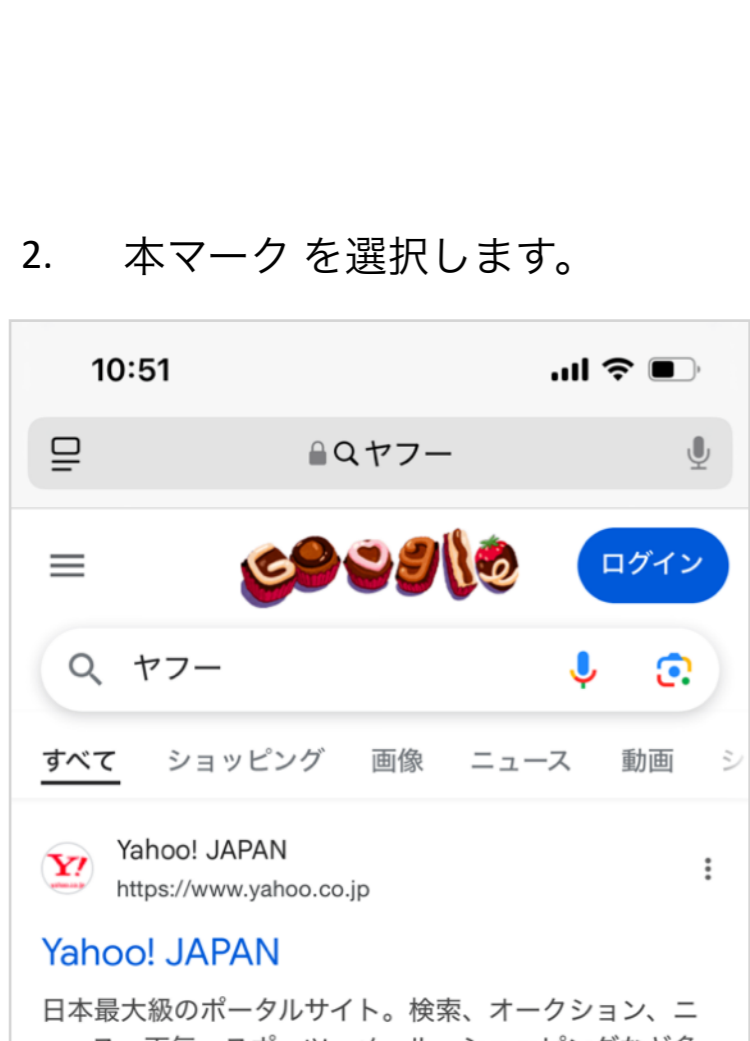 2. 本マーク を選択します。
10:51
ヤフー
Google
ログイン
ヤフー
すべて ショッピング 画像 ニュース 動画 シ
Y!
Yahoo! JAPAN
https://www.yahoo.co.jp
Yahoo! JAPAN
日本最大級のポータルサイト。検索、オークション、ニ